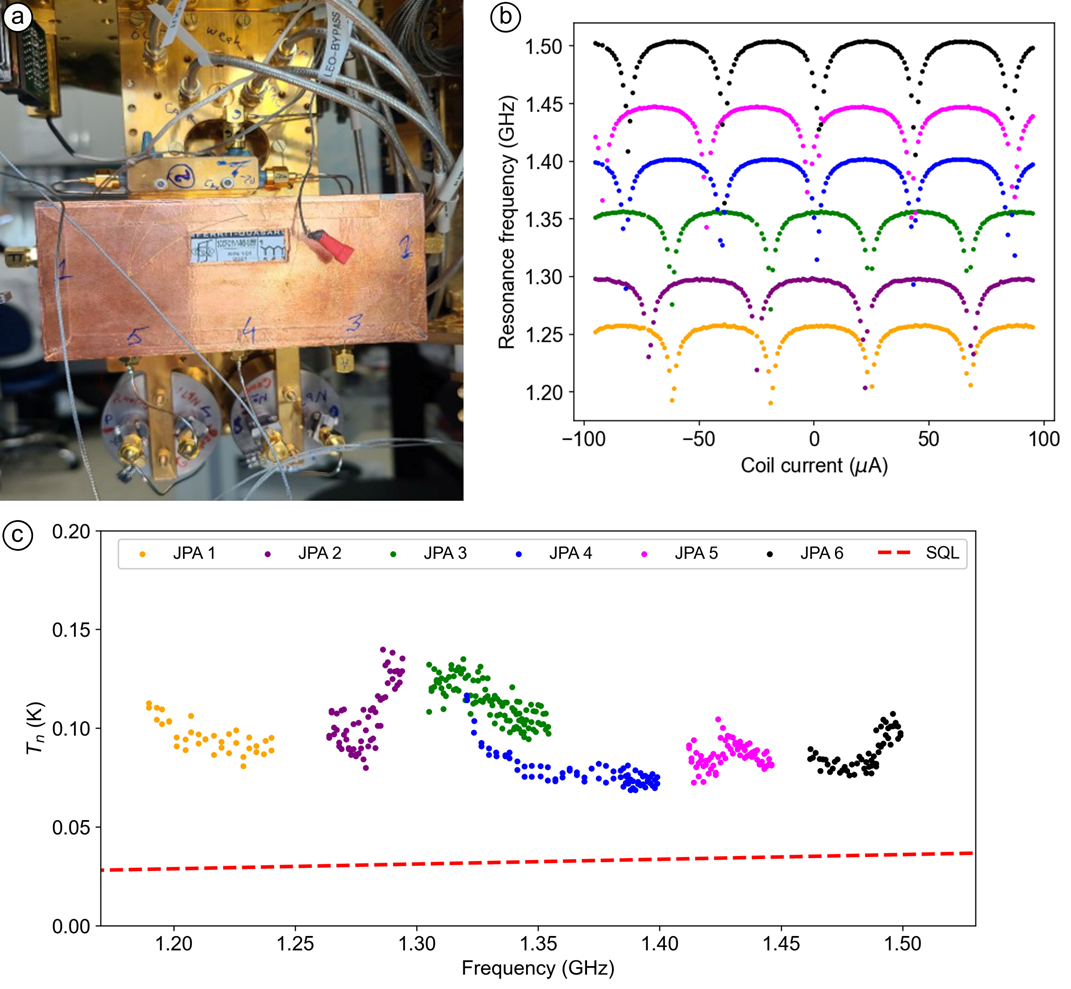 a
weak
LEO-BYPASS
2
FERRIT-QUASAR
1
2
5
4
3
b
Resonance frequency (GHz)
1.50
1.45
1.40
1.35
1.30
1.25
1.20
−100
−50
0
50
100
Coil current (μA)
c
Tn (K)
0.20
0.15
0.10
0.05
0.00
JPA 1 JPA 2 JPA 3 JPA 4 JPA 5 JPA 6 SQL
1.20
1.25
1.30
1.35
1.40
1.45
1.50
Frequency (GHz)